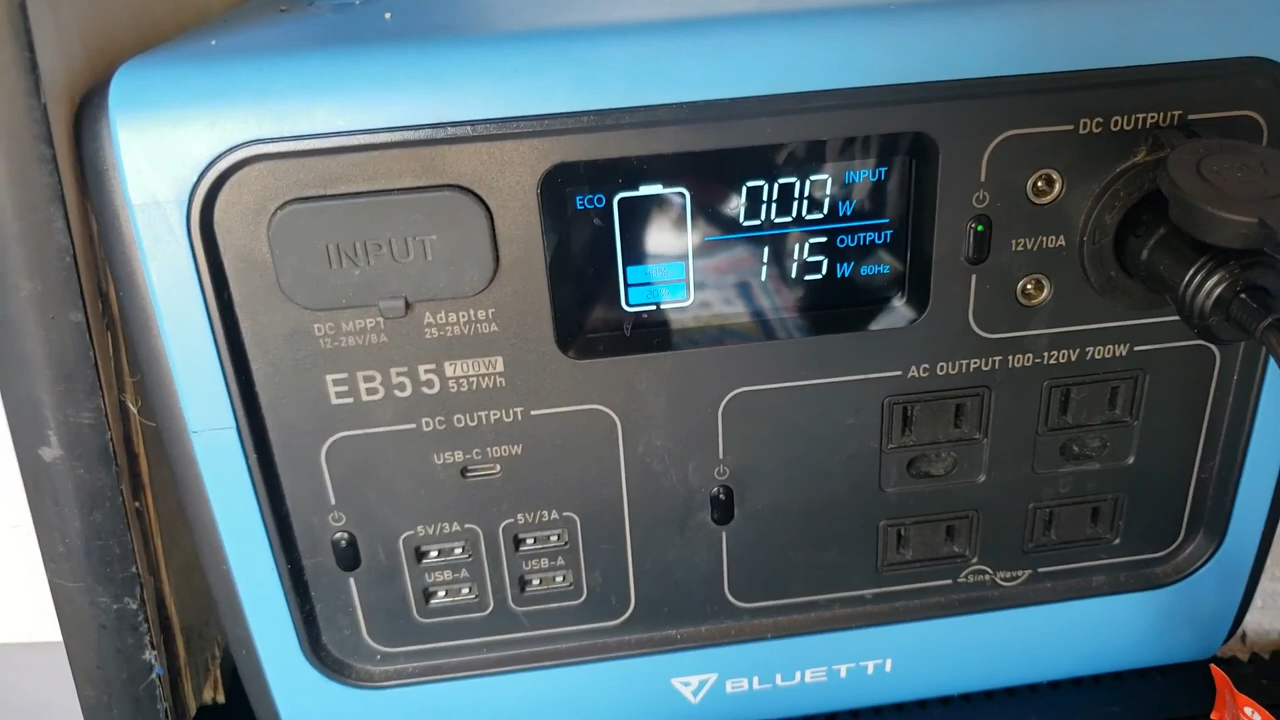 ECO
40%
20%
000 W INPUT
115 W OUTPUT
60Hz
INPUT
DC MPPT
12-28V/8A
Adapter
25-28V/10A
EB55 700W
537Wh
DC OUTPUT
USB-C 100W
5V/3A
USB-A
5V/3A
USB-A
DC OUTPUT
12V/10A
AC OUTPUT 100-120V 700W
Sine Wave
BLUETTI